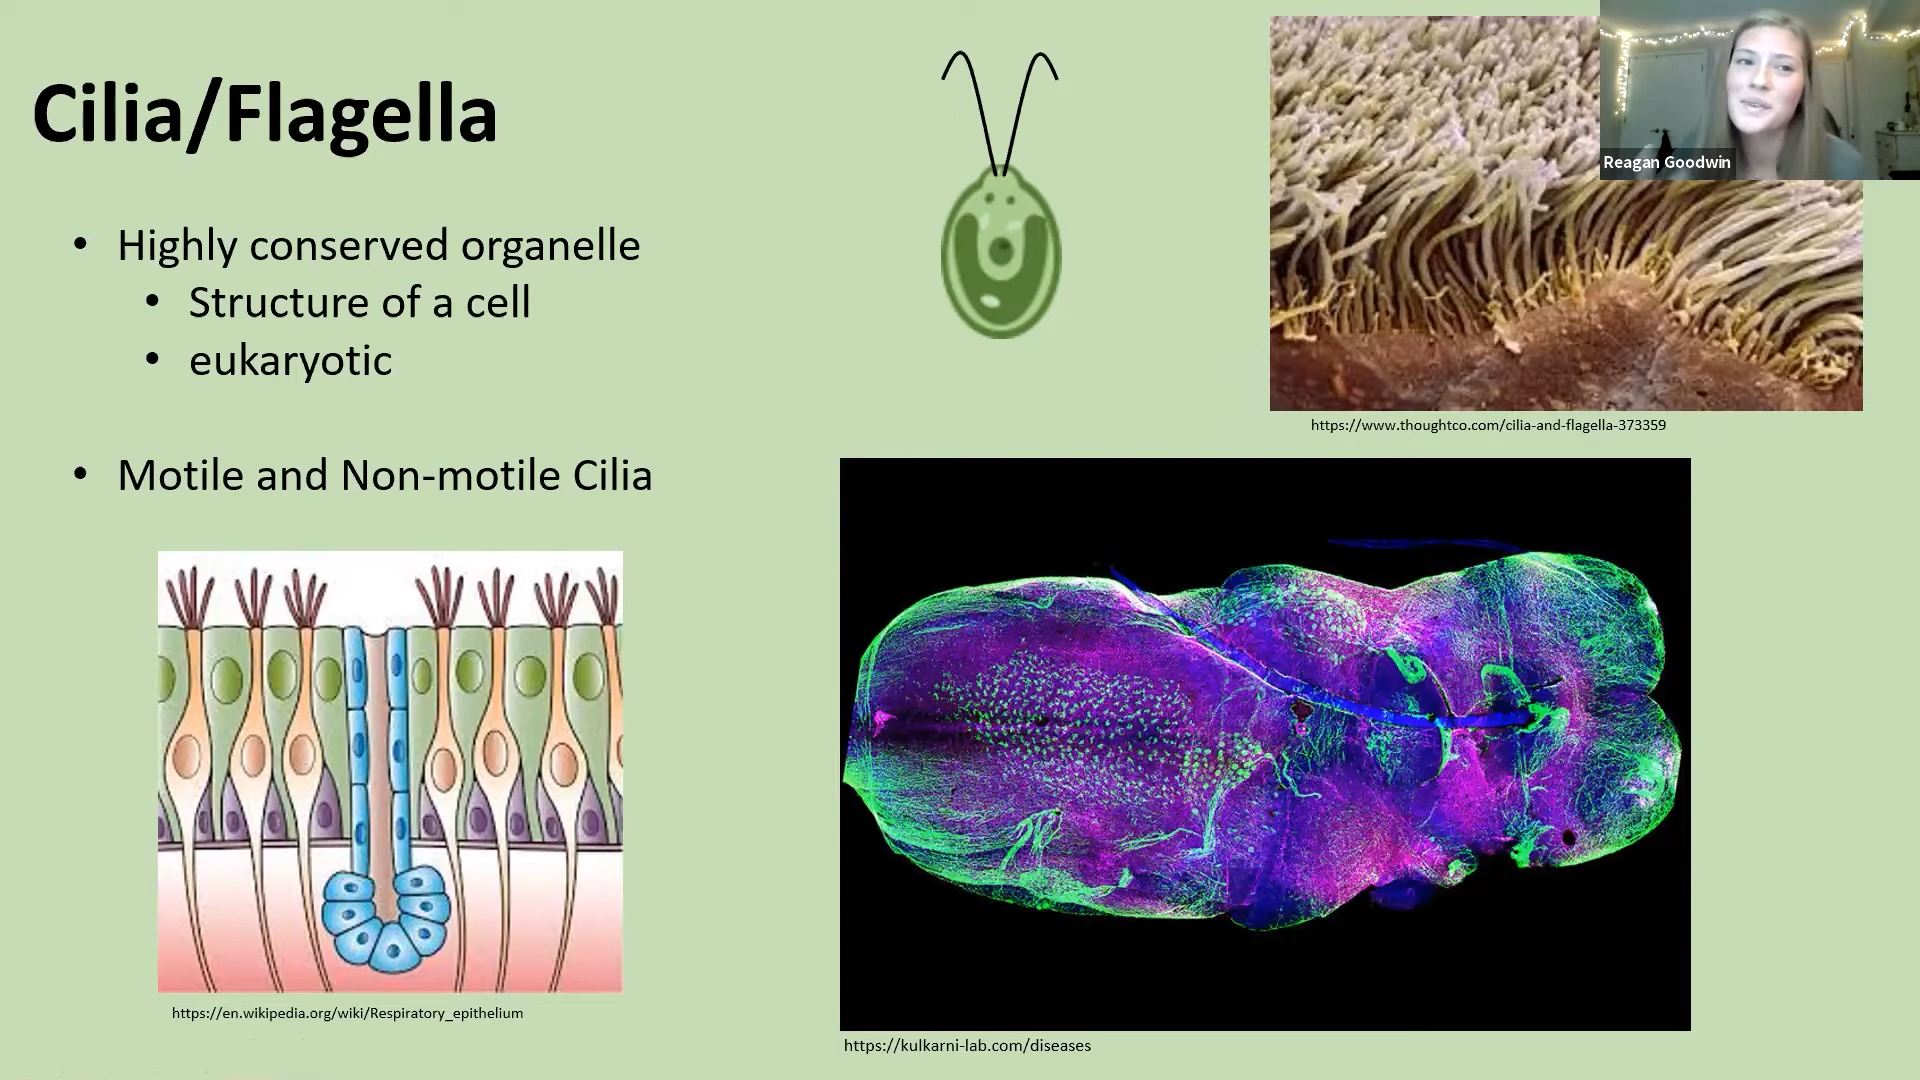 Cilia/Flagella
• Highly conserved organelle
• Structure of a cell
• eukaryotic
• Motile and Non-motile Cilia
Reagan Goodwin
https://www.thoughtco.com/cilia-and-flagella-373359
https://en.wikipedia.org/wiki/Respiratory_epithelium
https://kulkarni-lab.com/diseases